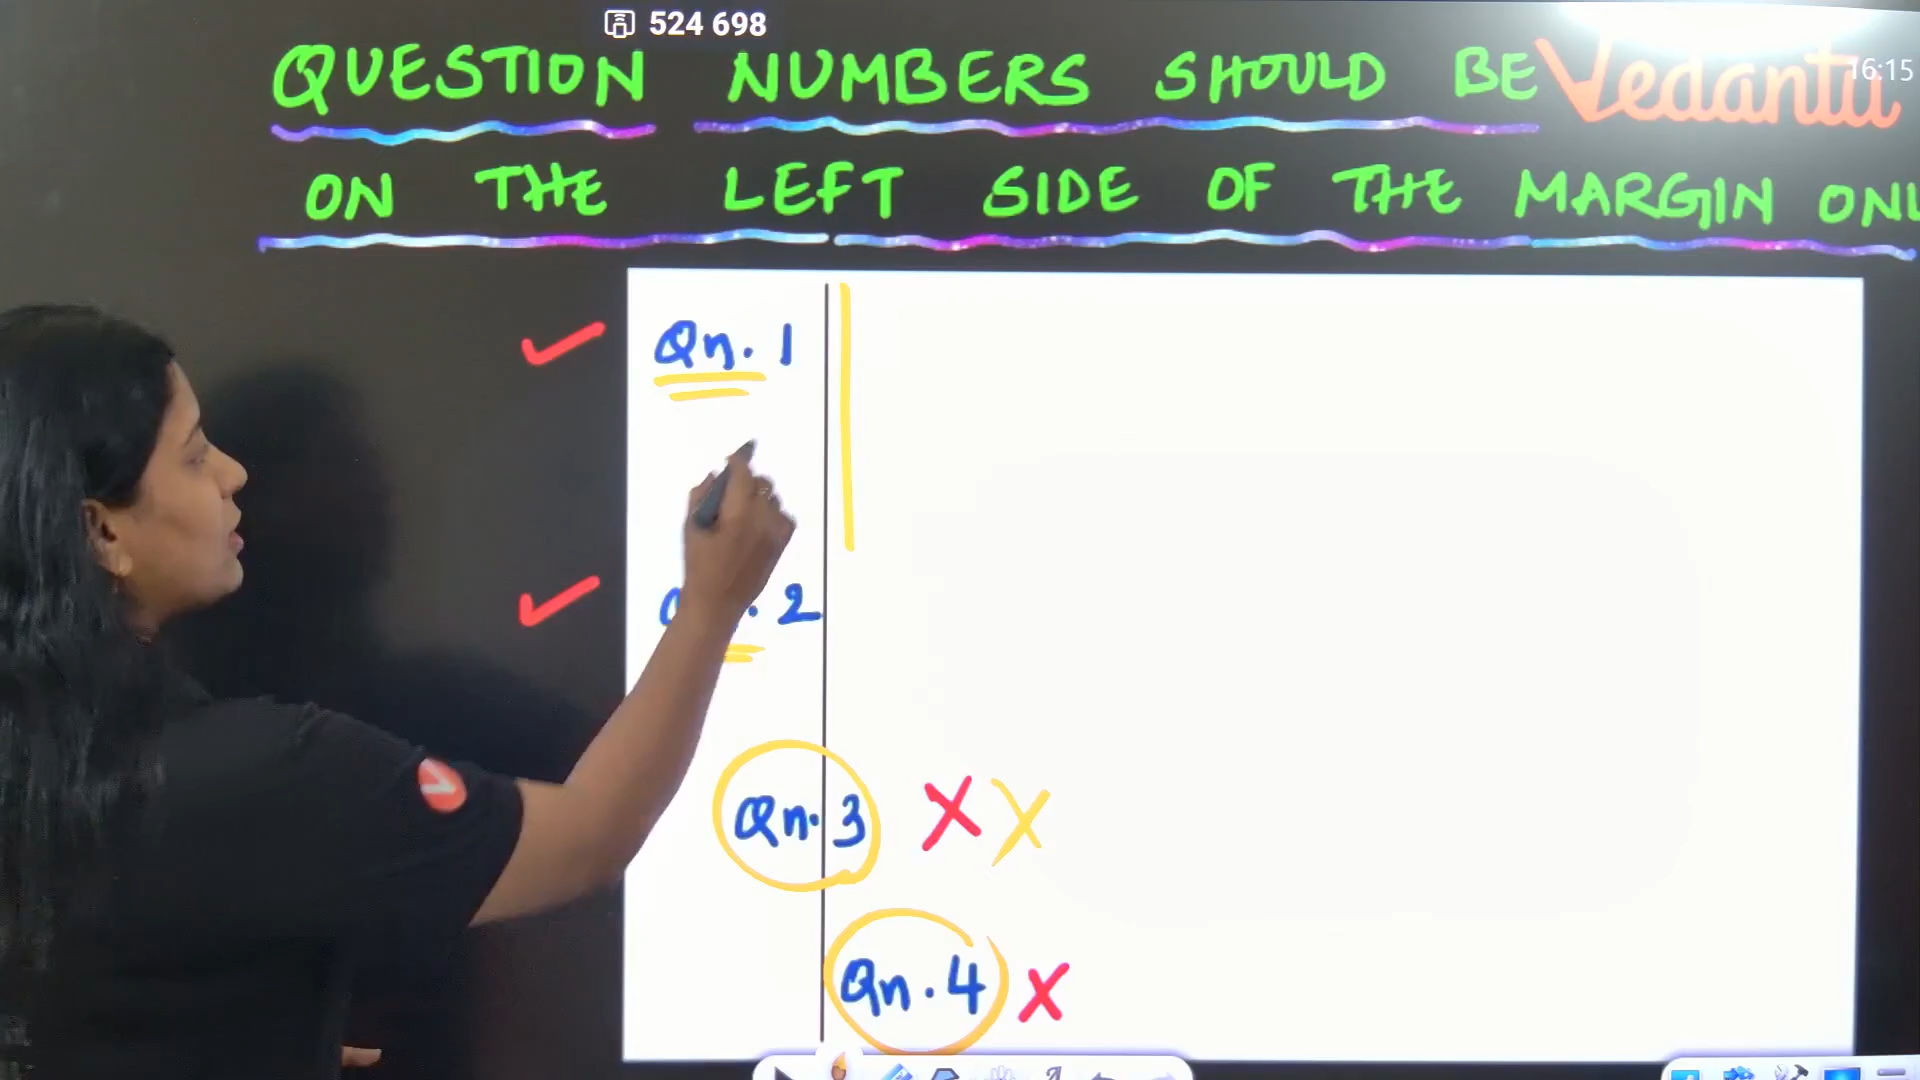 524 698
QUESTION NUMBERS SHOULD BE
Vedantu
16:15
ON THE LEFT SIDE OF THE MARGIN
Qn. 1
. 2
Qn. 3
Qn. 4